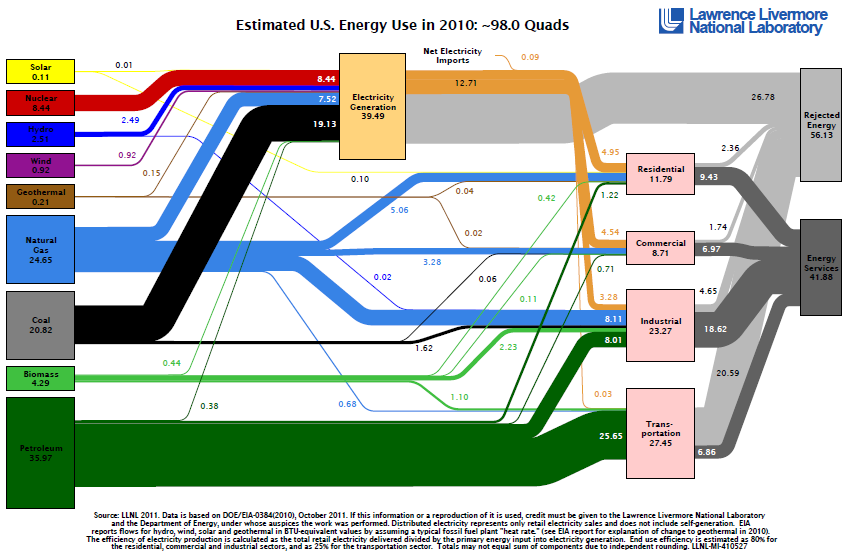 Estimated U.S. Energy Use in 2010: ~98.0 Quads
Lawrence Livermore
National Laboratory
Net Electricity
Imports
0.09
Solar
0.11
0.01
Nuclear
8.44
8.44
12.71
26.78
Electricity
Generation
39.49
7.52
Hydro
2.51
2.49
19.13
Rejected
Energy
56.13
Wind
0.92
0.92
4.95
2.36
Residential
11.79
9.43
Geothermal
0.21
0.15
0.10
0.04
0.42
1.22
5.06
Natural
Gas
24.65
0.02
4.54
1.74
Commercial
8.71
6.97
3.28
0.71
Energy
Services
41.88
0.02
0.06
Coal
20.82
0.11
3.28
4.65
Industrial
23.27
8.11
18.62
8.01
1.62
2.23
Biomass
4.29
0.44
20.59
1.10
0.03
0.68
0.38
Petroleum
35.97
Trans-
portation
27.45
25.65
6.86
Source: LLNL 2011. Data is based on DOE/EIA-0384(2010), October 2011. If this information or a reproduction of it is used, credit must be given to the Lawrence Livermore National Laboratory
and the Department of Energy, under whose auspices the work was performed. Distributed electricity represents only retail electricity sales and does not include self-generation. EIA
reports flows for hydro, wind, solar and geothermal in BTU-equivalent values by assuming a typical fossil fuel plant "heat rate." (see EIA report for explanation of change to geothermal in 2010).
The efficiency of electricity production is calculated as the total retail electricity delivered divided by the primary energy input into electricity generation. End use efficiency is estimated as 80% for
the residential, commercial and industrial sectors, and as 25% for the transportation sector. Totals may not equal sum of components due to independent rounding. LLNL-MI-410527